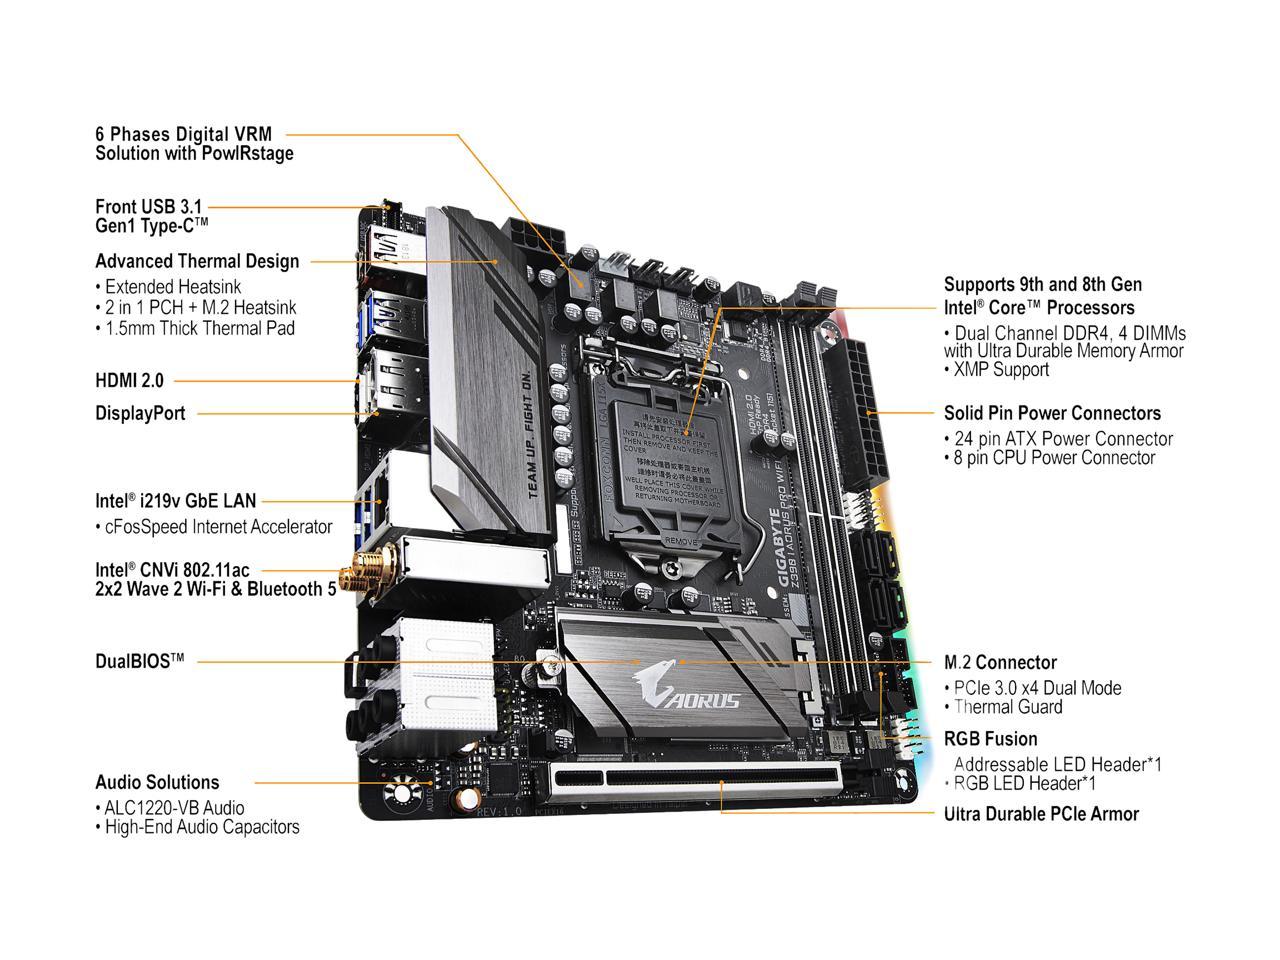 6 Phases Digital VRM
Solution with PowIRstage
Front USB 3.1
Gen1 Type-C™
Advanced Thermal Design
• Extended Heatsink
• 2 in 1 PCH + M.2 Heatsink
• 1.5mm Thick Thermal Pad
HDMI 2.0
DisplayPort
Intel® i219v GbE LAN
• cFosSpeed Internet Accelerator
Intel® CNVi 802.11ac
2x2 Wave 2 Wi-Fi & Bluetooth 5
DualBIOS™
Audio Solutions
• ALC1220-VB Audio
• High-End Audio Capacitors
TEAM UP. FIGHT ON.
FOXCONN
INSTALL PROCESSOR FIRST
THEN REMOVE AND KEEP THE
COVER
WELL PLACE THIS COVER WHILE
REMOVING PROCESSOR OR
RETURNING MOTHERBOARD
REMOVE
HDMI 2.0
GIGABYTE
Z390 I AORUS PRO WIFI
AORUS
AUDIO
REV:1.0
Supports 9th and 8th Gen
Intel® Core™ Processors
• Dual Channel DDR4, 4 DIMMs
with Ultra Durable Memory Armor
• XMP Support
Solid Pin Power Connectors
• 24 pin ATX Power Connector
• 8 pin CPU Power Connector
M.2 Connector
• PCIe 3.0 x4 Dual Mode
• Thermal Guard
RGB Fusion
Addressable LED Header*1
• RGB LED Header*1
Ultra Durable PCIe Armor